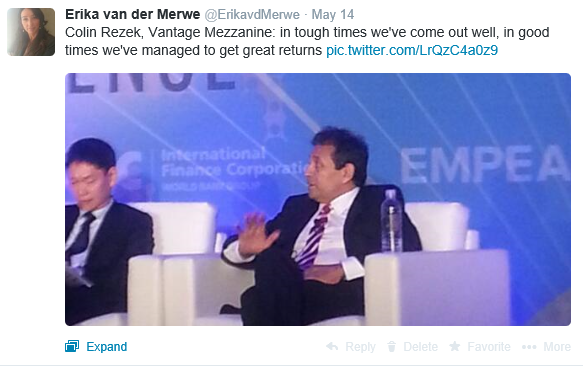 Erika van der Merwe @ErikavdMerwe · May 14
Colin Rezek, Vantage Mezzanine: in tough times we've come out well, in good
times we've managed to get great returns pic.twitter.com/LrQzC4a0z9
ENCE
C
International
Finance Corporation
WORLD BANK GROUP
EMPEA
Expand
Reply
Delete
Favorite
More